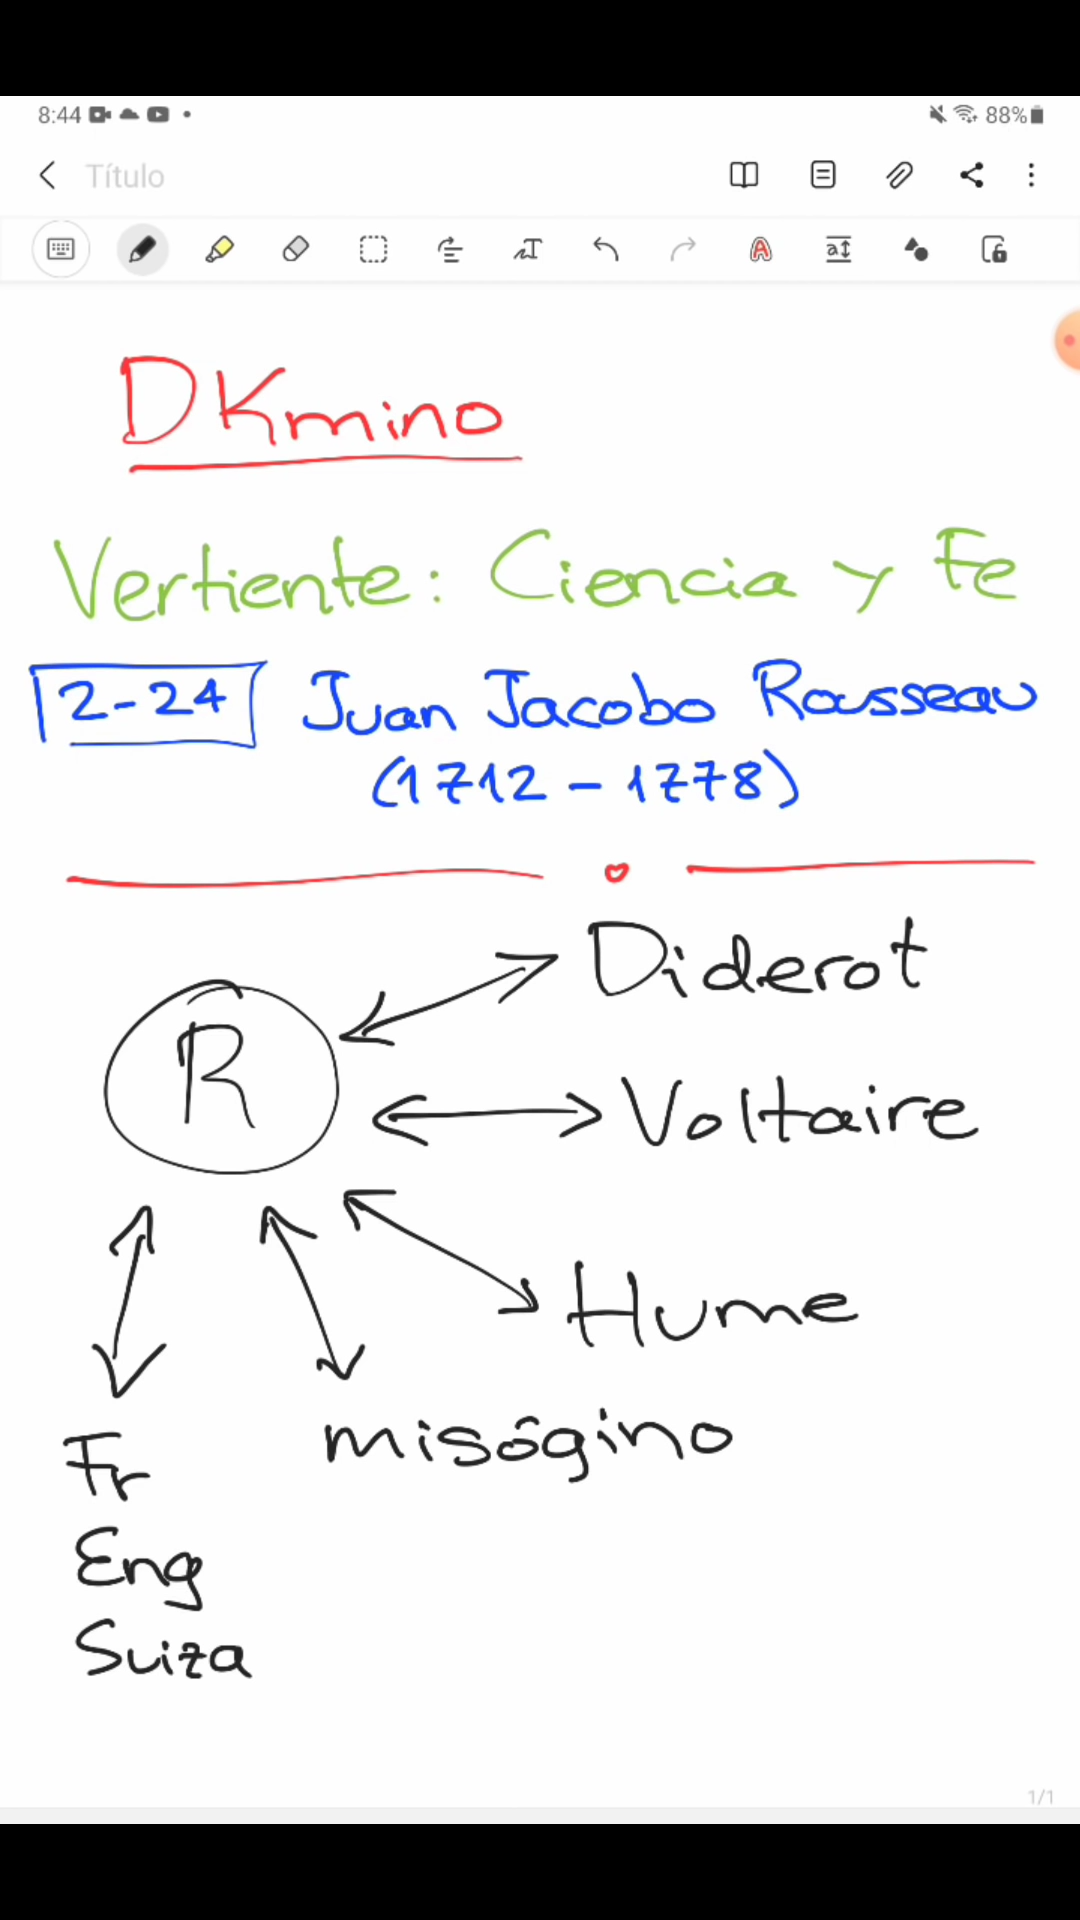 8:44
88%
Título
DKmino
Vertiente: Ciencia y Fe
2-24 Juan Jacobo Rousseau
(1712 - 1778)
Diderot
R
Voltaire
Hume
misógino
Fr
Eng
Suiza
1/1